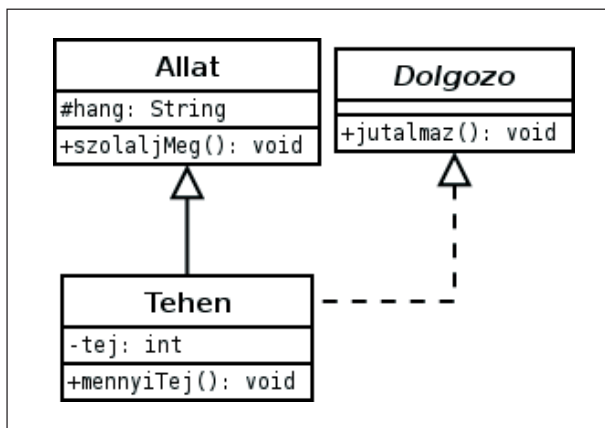 Allat
#hang: String
+szolaljMeg(): void
Dolgozo
+jutalmaz(): void
Tehen
-tej: int
+mennyiTej(): void